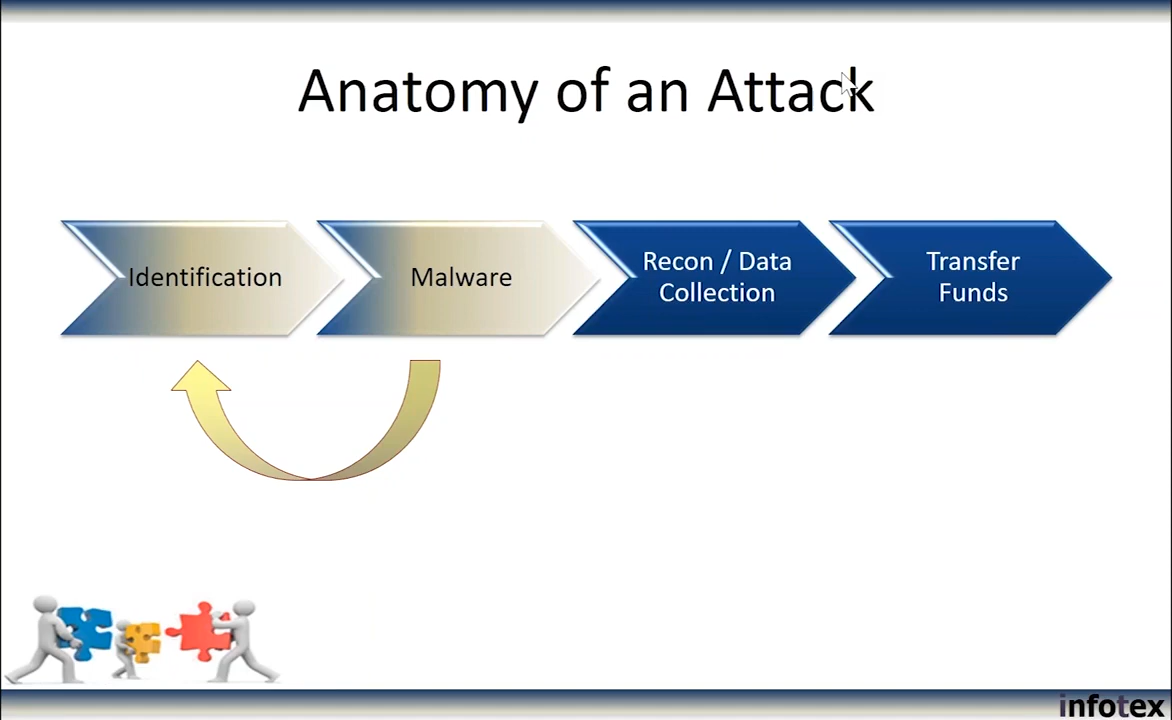 Anatomy of an Attack
Identification
Malware
Recon / Data
Collection
Transfer
Funds
infotex